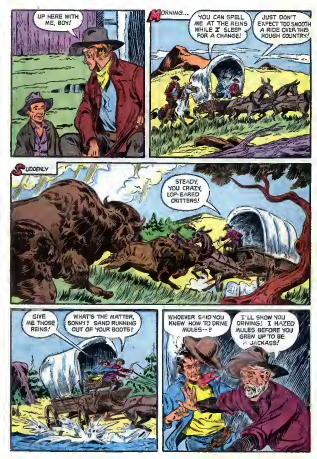 UP HERE WITH
ME, BOY!
MORNING...
YOU CAN SPELL
ME AT THE REINS
WHILE I SLEEP
FOR A CHANGE!
JUST DON'T
EXPECT TOO SMOOTH
A RIDE OVER THIS
ROUGH COUNTRY!
SUDDENLY
STEADY,
YOU CRAZY,
LOP-EARED
CRITTERS!
GIVE
ME THOSE
REINS!
WHAT'S THE MATTER,
SONNY? SAND RUNNING
OUT OF YOUR BOOTS?
WHOEVER SAID YOU
KNEW HOW TO DRIVE
MULES--?
I'LL SHOW YOU
DRIVING! I HAZED
MULES BEFORE YOU
GREW UP TO BE
A JACKASS!